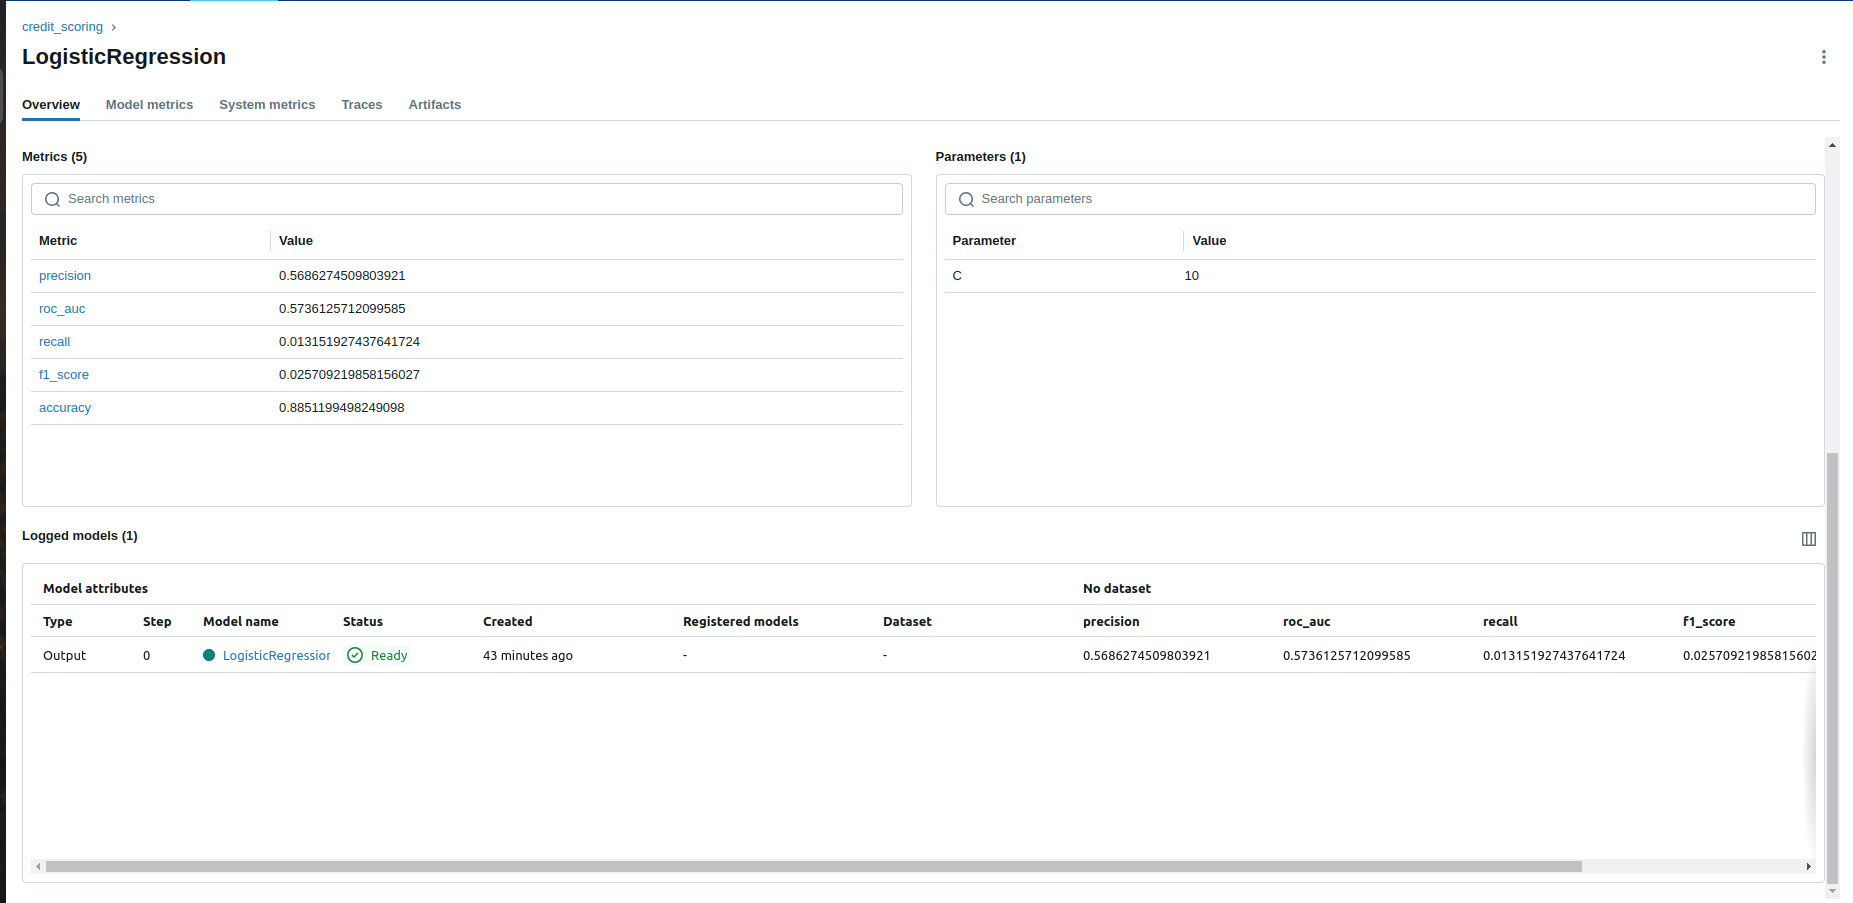 credit_scoring ›
LogisticRegression
Overview Model metrics System metrics Traces Artifacts
Metrics (5)
Search metrics
Metric Value
precision 0.5686274509803921
roc_auc 0.5736125712099585
recall 0.013151927437641724
f1_score 0.025709219858156027
accuracy 0.8851199498249098
Parameters (1)
Search parameters
Parameter Value
C 10
Logged models (1)
Model attributes No dataset
Type Step Model name Status Created Registered models Dataset precision roc_auc recall f1_score
Output 0 LogisticRegression Ready 43 minutes ago - - 0.5686274509803921 0.5736125712099585 0.013151927437641724 0.02570921985815602